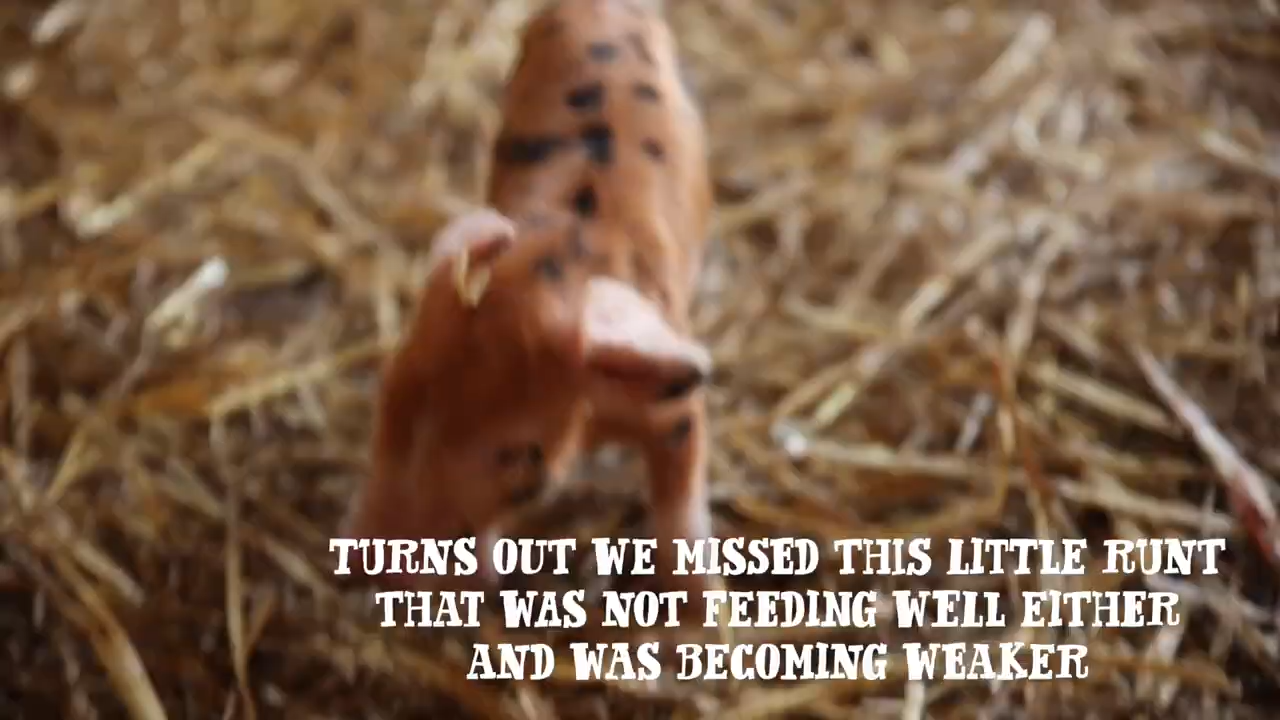 TURNS OUT WE MISSED THIS LITTLE RUNT
THAT WAS NOT FEEDING WELL EITHER
AND WAS BECOMING WEAKER